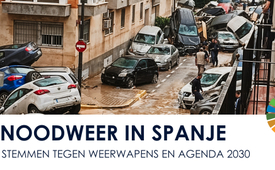 NOODWEER IN SPANJE
STEMMEN TEGEN WEERWAPENS EN AGENDA 2030